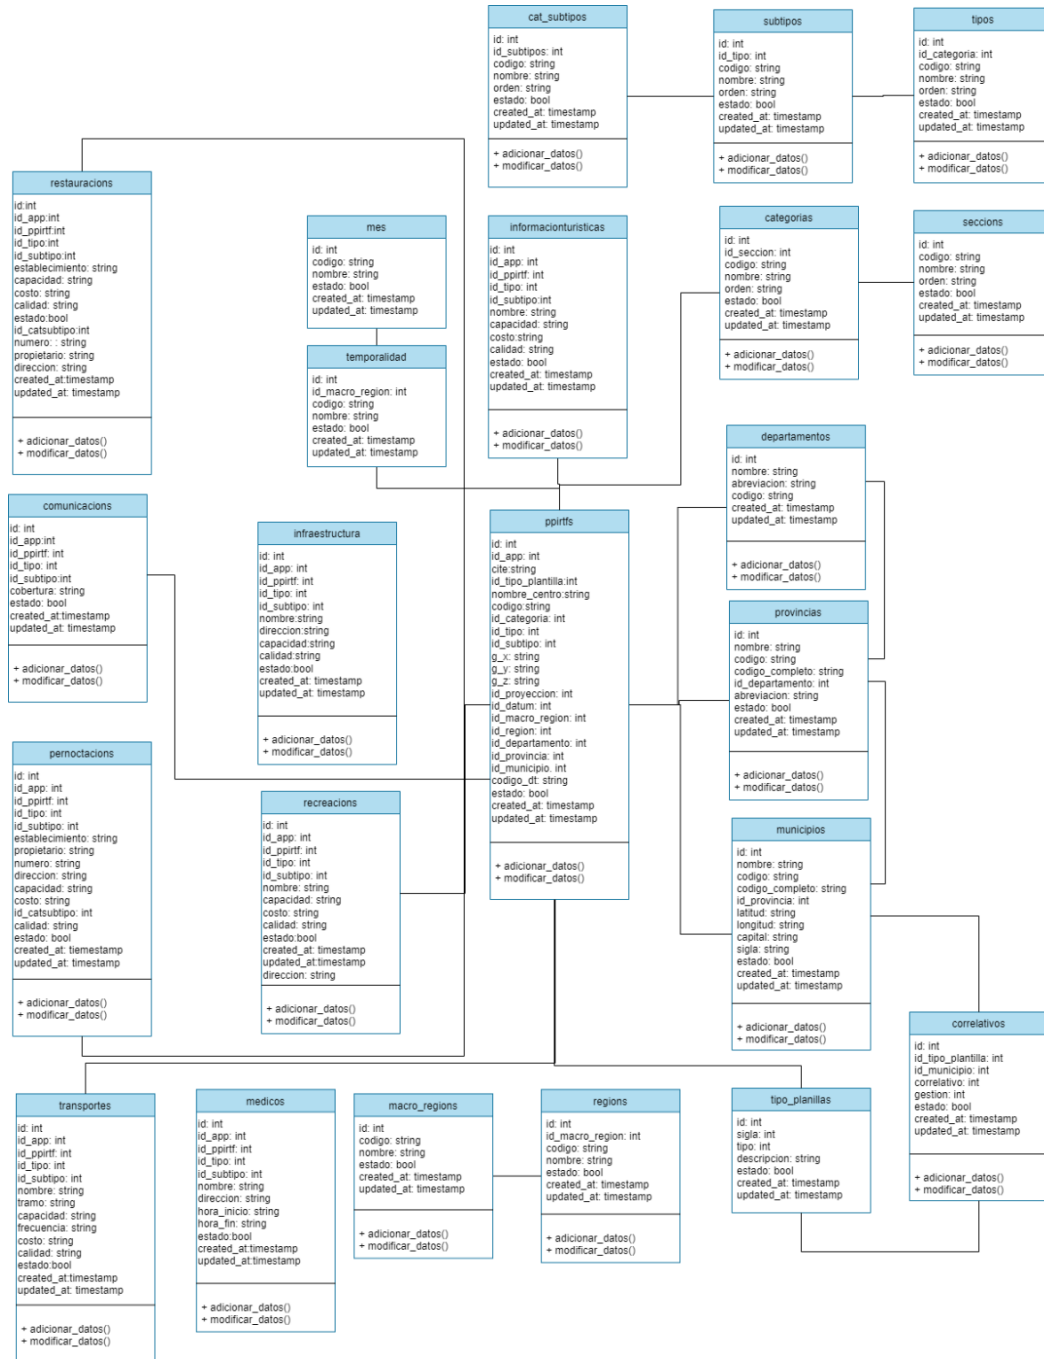 cat_subtipos
id: int
id_subtipos: int
codigo: string
nombre: string
orden: string
estado: bool
created_at: timestamp
updated_at: timestamp
+ adicionar_datos()
+ modificar_datos()
subtipos
id: int
id_tipo: int
codigo: string
nombre: string
orden: string
estado: bool
created_at: timestamp
updated_at: timestamp
+ adicionar_datos()
+ modificar_datos()
tipos
id: int
id_categoria: int
codigo: string
nombre: string
orden: string
estado: bool
created_at: timestamp
updated_at: timestamp
+ adicionar_datos()
+ modificar_datos()
restauracions
id:int
id_app:int
id_ppirtf:int
id_tipo:int
id_subtipo:int
establecimiento: string
capacidad: string
costo: string
calidad: string
estado:bool
id_catsubtipo:int
numero: : string
propietario: string
direccion: string
created_at:timestamp
updated_at: timestamp
+ adicionar_datos()
+ modificar_datos()
mes
id: int
codigo: string
nombre: string
estado: bool
created_at: timestamp
updated_at: timestamp
temporalidad
id: int
id_macro_region: int
codigo: string
nombre: string
estado: bool
created_at: timestamp
updated_at: timestamp
informacionturisticas
id: int
id_app: int
id_ppirtf: int
id_tipo: int
id_subtipo:int
nombre: string
capacidad: string
costo:string
calidad: string
estado: bool
created_at: timestamp
updated_at: timestamp
+ adicionar_datos()
+ modificar_datos()
categorias
id: int
id_seccion: int
codigo: string
nombre: string
orden: string
estado: bool
created_at: timestamp
updated_at: timestamp
+ adicionar_datos()
+ modificar_datos()
seccions
id: int
codigo: string
nombre: string
orden: string
estado: bool
created_at: timestamp
updated_at: timestamp
+ adicionar_datos()
+ modificar_datos()
departamentos
id: int
nombre: string
abreviacion: string
codigo: string
created_at: timestamp
updated_at: timestamp
+ adicionar_datos()
+ modificar_datos()
comunicacions
id: int
id_app:int
id_ppirtf: int
id_tipo: int
id_subtipo:int
cobertura: string
estado: bool
created_at:timestamp
updated_at: timestamp
+ adicionar_datos()
+ modificar_datos()
infraestructura
id: int
id_app: int
id_ppirtf: int
id_tipo: int
id_subtipo: int
nombre:string
direccion:string
capacidad:string
calidad:string
estado:bool
created_at: timestamp
updated_at: timestamp
+ adicionar_datos()
+ modificar_datos()
ppirtfs
id: int
id_app: int
cite:string
id_tipo_plantilla:int
nombre_centro:string
codigo:string
id_categoria: int
id_tipo: int
id_subtipo: int
g_x: string
g_y: string
g_z: string
id_proyeccion: int
id_datum: int
id_macro_region: int
id_region: int
id_departamento: int
id_provincia: int
id_municipio. int
codigo_dt: string
estado: bool
created_at: timestamp
updated_at: timestamp
+ adicionar_datos()
+ modificar_datos()
provincias
id: int
nombre: string
codigo: string
codigo_completo: string
id_departamento: int
abreviacion: string
estado: bool
created_at: timestamp
updated_at: timestamp
+ adicionar_datos()
+ modificar_datos()
pernoctacions
id: int
id_app: int
id_ppirtf: int
id_tipo: int
id_subtipo: int
establecimiento: string
propietario: string
numero: string
direccion: string
capacidad: string
costo: string
id_catsubtipo: int
calidad: string
estado: bool
created_at: tiemestamp
updated_at: timestamp
+ adicionar_datos()
+ modificar_datos()
recreacions
id: int
id_app: int
id_ppirtf: int
id_tipo: int
id_subtipo: int
nombre: string
capacidad: string
costo: string
calidad: string
estado:bool
created_at: timestamp
updated_at:timestamp
direccion: string
+ adicionar_datos()
+ modificar_datos()
municipios
id: int
nombre: string
codigo: string
codigo_completo: string
id_provincia: int
latitud: string
longitud: string
capital: string
sigla: string
estado: bool
created_at: timestamp
updated_at: timestamp
+ adicionar_datos()
+ modificar_datos()
correlativos
id: int
id_tipo_plantilla: int
id_municipio: int
correlativo: int
gestion: int
estado: bool
created_at: timestamp
updated_at: timestamp
+ adicionar_datos()
+ modificar_datos()
transportes
id: int
id_app: int
id_ppirtf: int
id_tipo: int
id_subtipo: int
nombre: string
tramo: string
capacidad: string
frecuencia: string
costo: string
calidad: string
estado:bool
created_at:timestamp
updated_at: timestamp
+ adicionar_datos()
+ modificar_datos()
medicos
id: int
id_app: int
id_ppirtf: int
id_tipo: int
id_subtipo: int
nombre: string
direccion: string
hora_inicio: string
hora_fin: string
estado:bool
created_at:timestamp
updated_at:timestamp
+ adicionar_datos()
+ modificar_datos()
macro_regions
id: int
codigo: string
nombre: string
estado: bool
created_at: timestamp
updated_at: timestamp
+ adicionar_datos()
+ modificar_datos()
regions
id: int
id_macro_region: int
codigo: string
nombre: string
estado: bool
created_at: timestamp
updated_at: timestamp
+ adicionar_datos()
+ modificar_datos()
tipo_planillas
id: int
sigla: int
tipo: int
descripcion: string
estado: bool
created_at: timestamp
updated_at: timestamp
+ adicionar_datos()
+ modificar_datos()